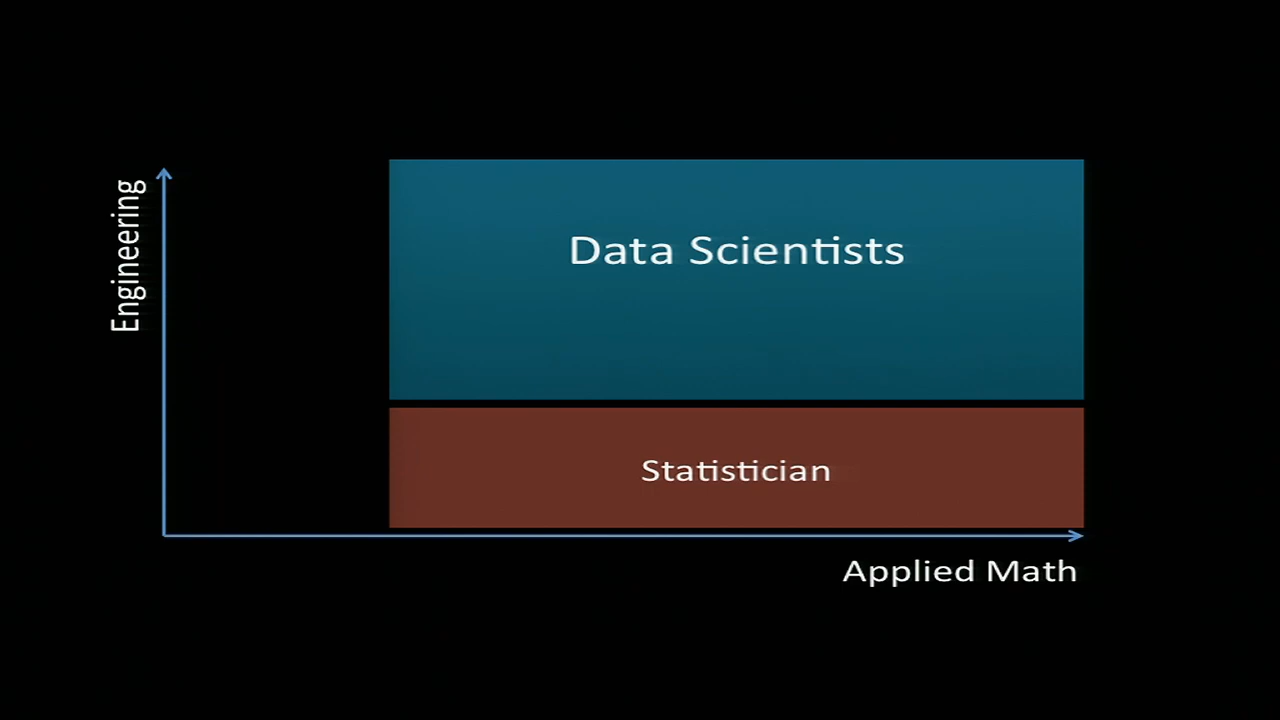 Engineering
Data Scientists
Statistician
Applied Math